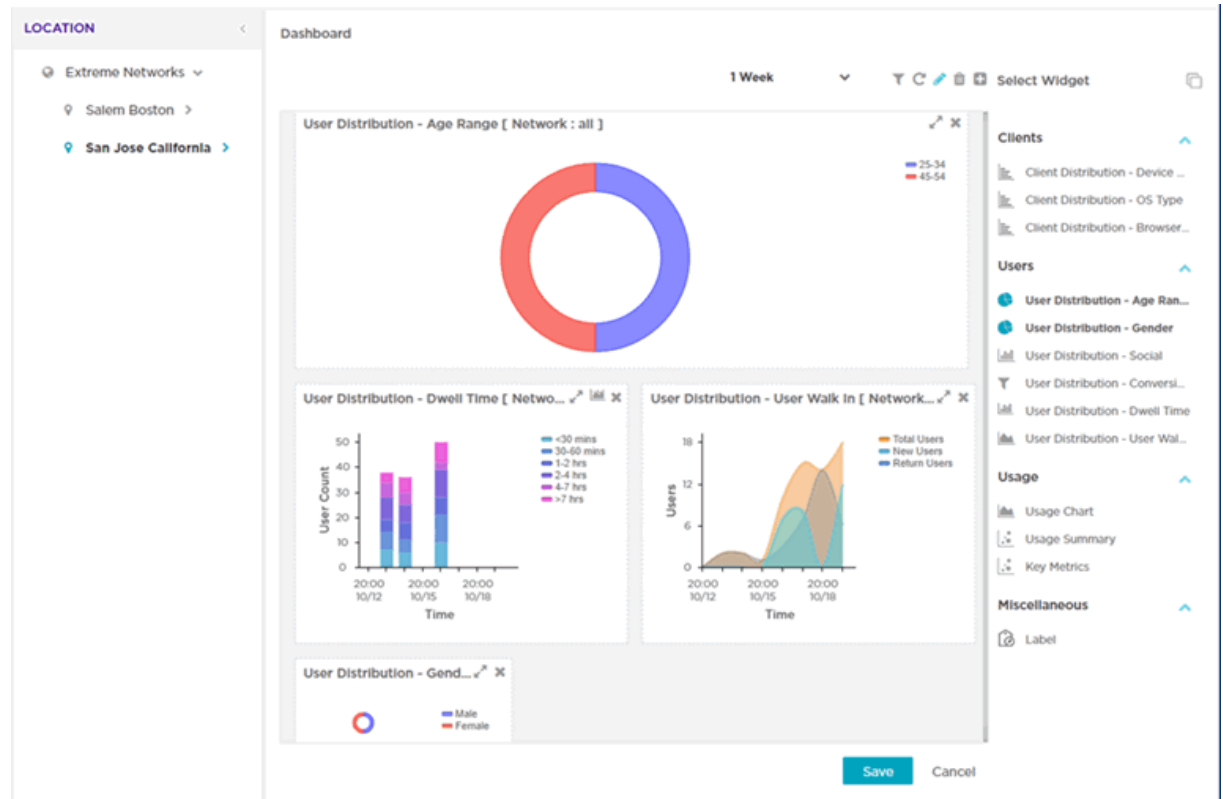 LOCATION
Extreme Networks
Salem Boston
San Jose California
Dashboard
1 Week
Select Widget
User Distribution - Age Range [ Network : all ]
25-34
45-54
User Distribution - Dwell Time [ Netwo...
50
40
30
20
10
0
User Count
20:00 20:00 20:00
10/12 10/15 10/18
Time
<30 mins
30-60 mins
1-2 hrs
2-4 hrs
4-7 hrs
>7 hrs
User Distribution - User Walk In [ Network...
18
12
6
0
Users
20:00 20:00 20:00
10/12 10/15 10/18
Time
Total Users
New Users
Return Users
User Distribution - Gend...
Male
Female
Clients
Client Distribution - Device ...
Client Distribution - OS Type
Client Distribution - Browser...
Users
User Distribution - Age Ran...
User Distribution - Gender
User Distribution - Social
User Distribution - Conversi...
User Distribution - Dwell Time
User Distribution - User Wal...
Usage
Usage Chart
Usage Summary
Key Metrics
Miscellaneous
Label
Save
Cancel